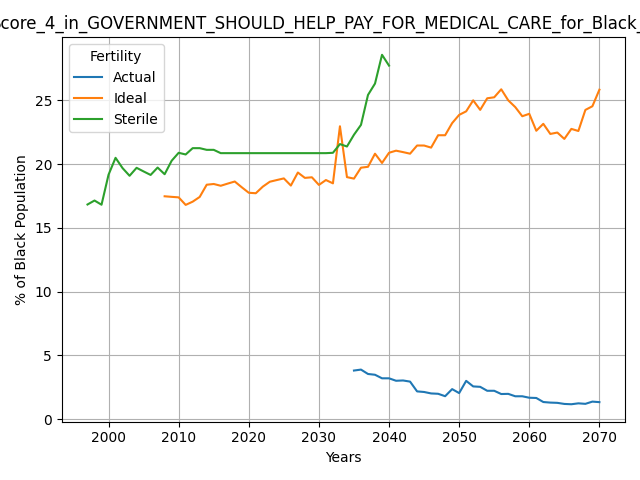 core_4_in_GOVERNMENT_SHOULD_HELP_PAY_FOR_MEDICAL_CARE_for_Black_
Fertility
Actual
Ideal
Sterile
% of Black Population
25
20
15
10
5
0
2000 2010 2020 2030 2040 2050 2060 2070
Years